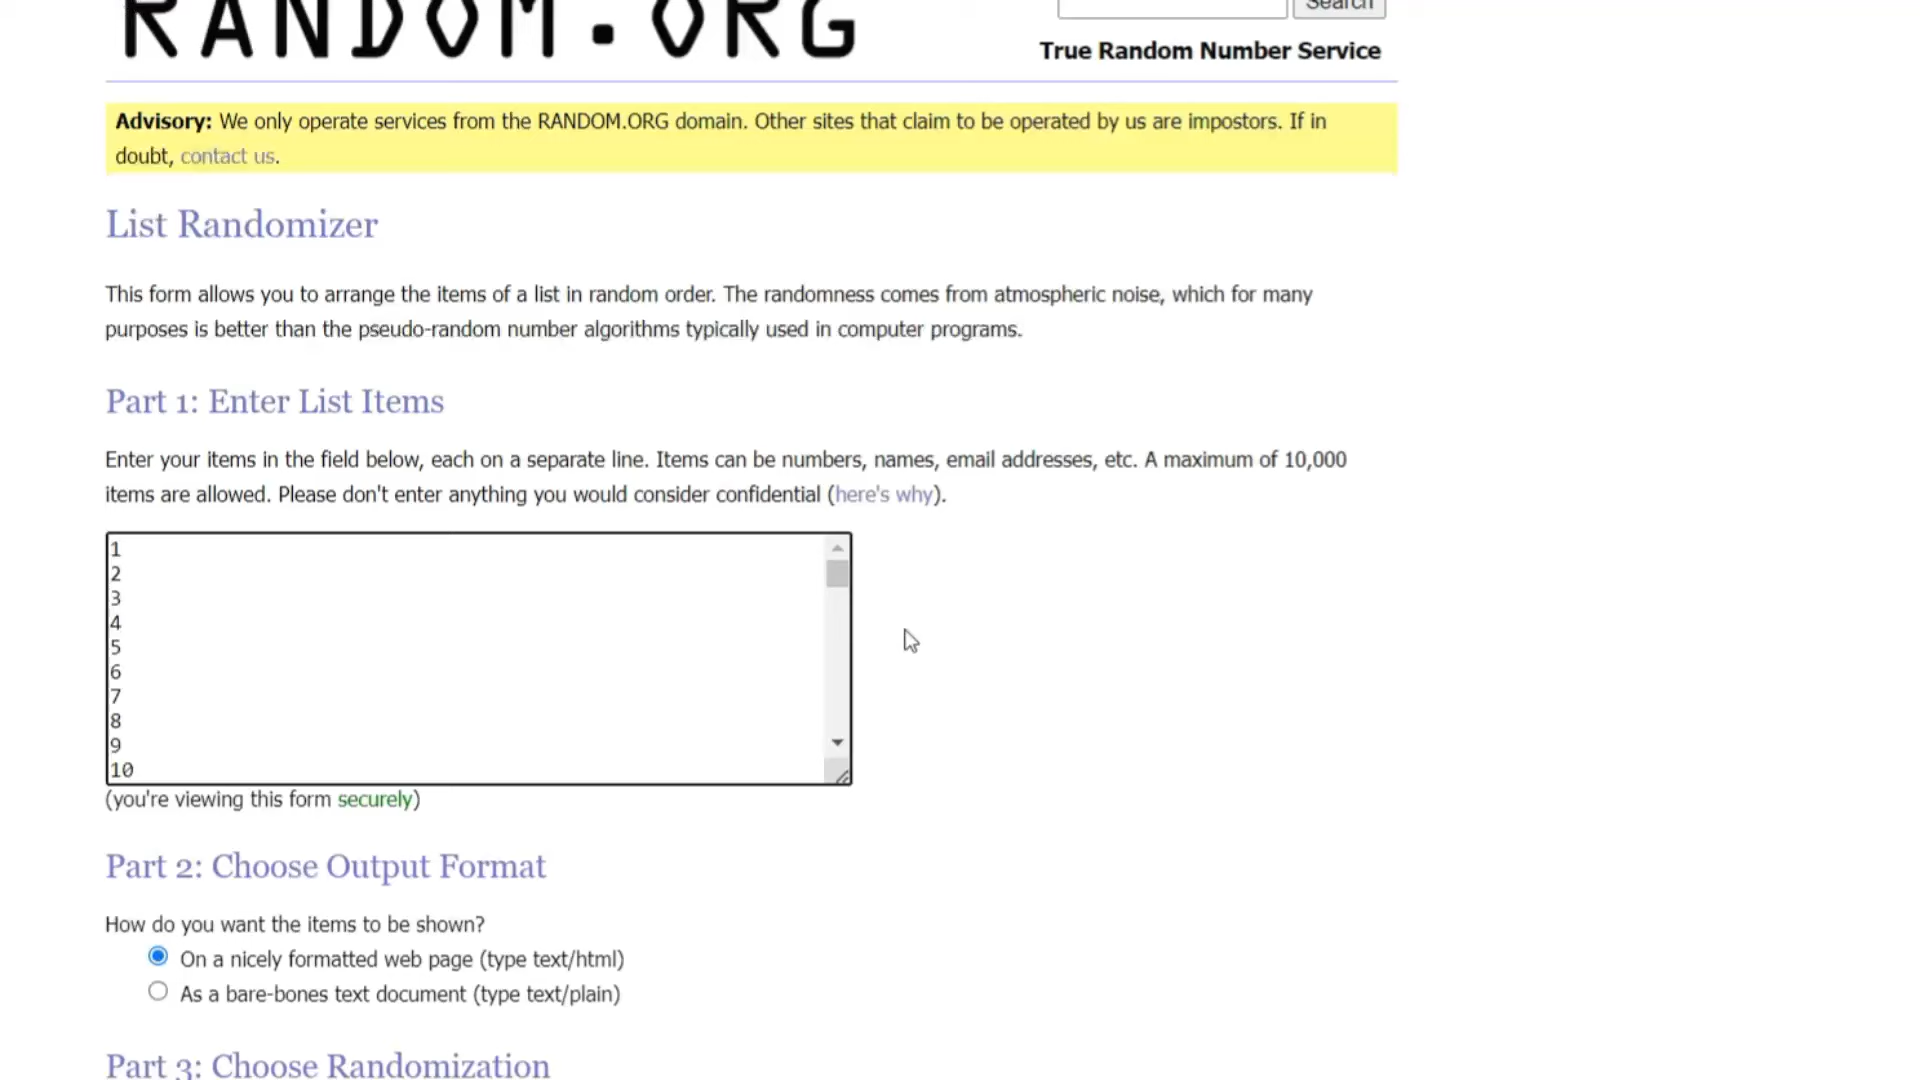 RANDOM.ORG
Search
True Random Number Service
Advisory: We only operate services from the RANDOM.ORG domain. Other sites that claim to be operated by us are impostors. If in
doubt, contact us.
List Randomizer
This form allows you to arrange the items of a list in random order. The randomness comes from atmospheric noise, which for many
purposes is better than the pseudo-random number algorithms typically used in computer programs.
Part 1: Enter List Items
Enter your items in the field below, each on a separate line. Items can be numbers, names, email addresses, etc. A maximum of 10,000
items are allowed. Please don't enter anything you would consider confidential (here's why).
1
2
3
4
5
6
7
8
9
10
(you're viewing this form securely)
Part 2: Choose Output Format
How do you want the items to be shown?
On a nicely formatted web page (type text/html)
As a bare-bones text document (type text/plain)
Part 3: Choose Randomization